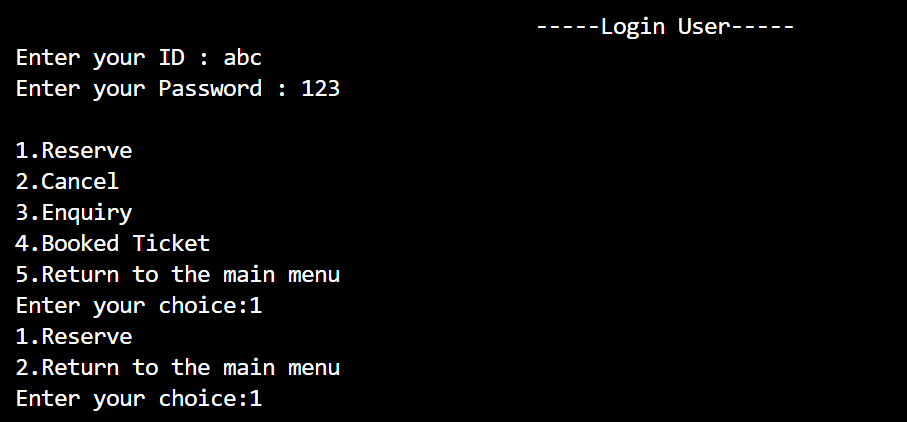 -----Login User-----
Enter your ID : abc
Enter your Password : 123
1.Reserve
2.Cancel
3.Enquiry
4.Booked Ticket
5.Return to the main menu
Enter your choice:1
1.Reserve
2.Return to the main menu
Enter your choice:1